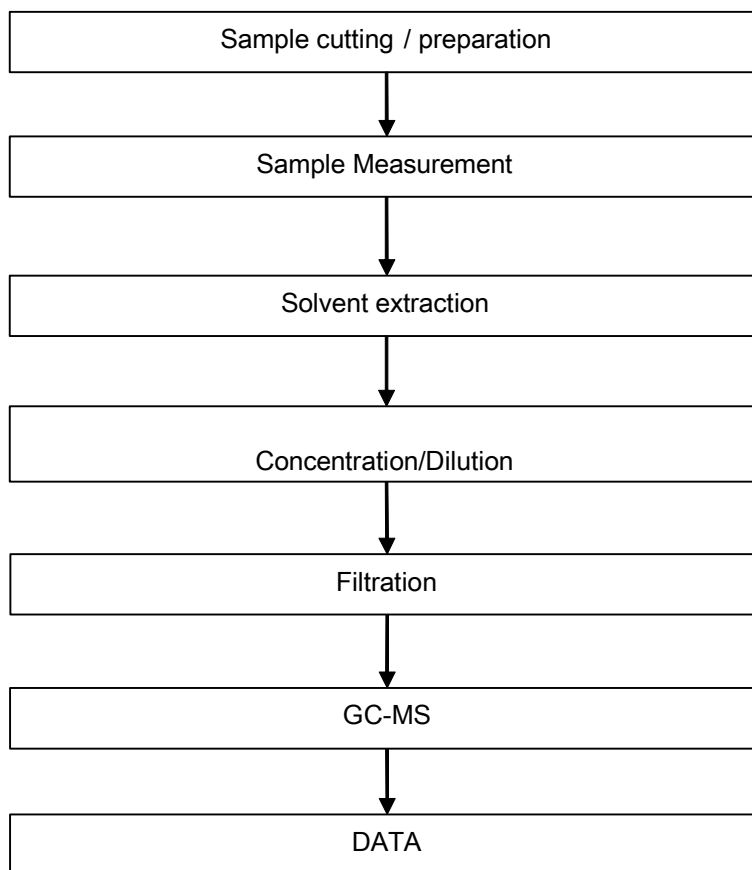 Sample cutting / preparation
Sample Measurement
Solvent extraction
Concentration/Dilution
Filtration
GC-MS
DATA